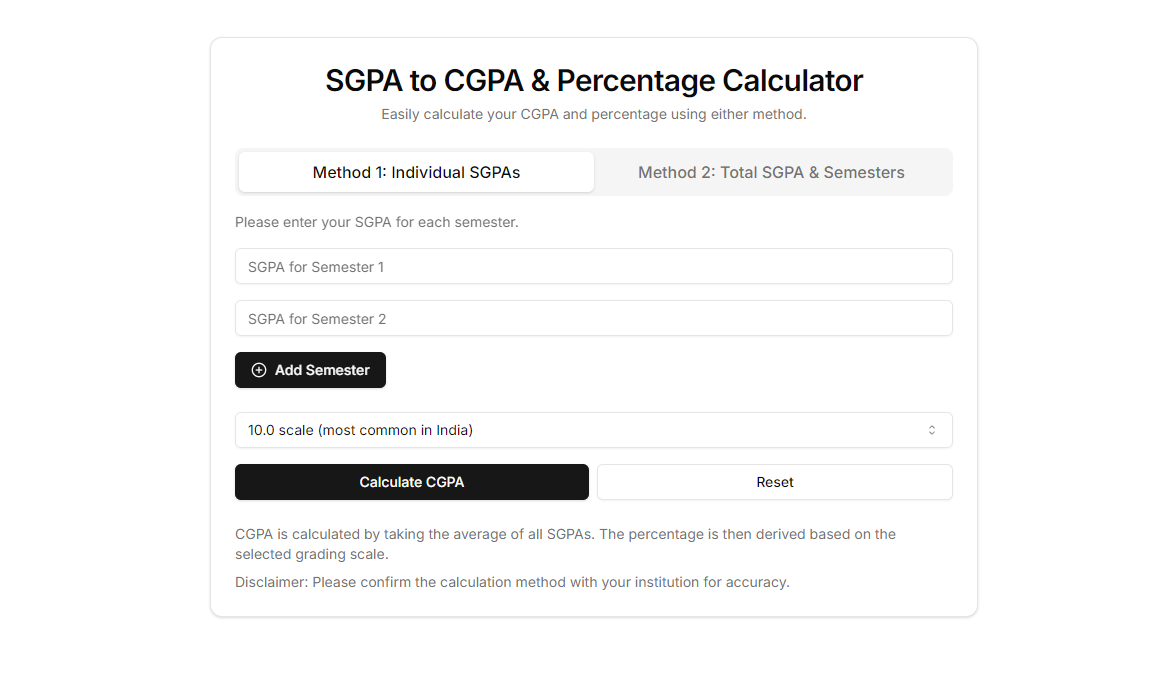 SGPA to CGPA & Percentage Calculator
Easily calculate your CGPA and percentage using either method.
Method 1: Individual SGPAs
Method 2: Total SGPA & Semesters
Please enter your SGPA for each semester.
SGPA for Semester 1
SGPA for Semester 2
Add Semester
10.0 scale (most common in India)
Calculate CGPA
Reset
CGPA is calculated by taking the average of all SGPAs. The percentage is then derived based on the
selected grading scale.
Disclaimer: Please confirm the calculation method with your institution for accuracy.